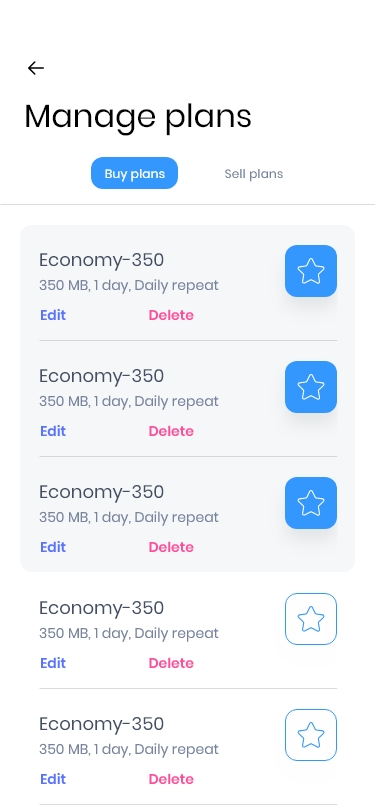 Manage plans
Buy plans Sell plans
Economy-350
350 MB, 1 day, Daily repeat
Edit Delete
Economy-350
350 MB, 1 day, Daily repeat
Edit Delete
Economy-350
350 MB, 1 day, Daily repeat
Edit Delete
Economy-350
350 MB, 1 day, Daily repeat
Edit Delete
Economy-350
350 MB, 1 day, Daily repeat
Edit Delete